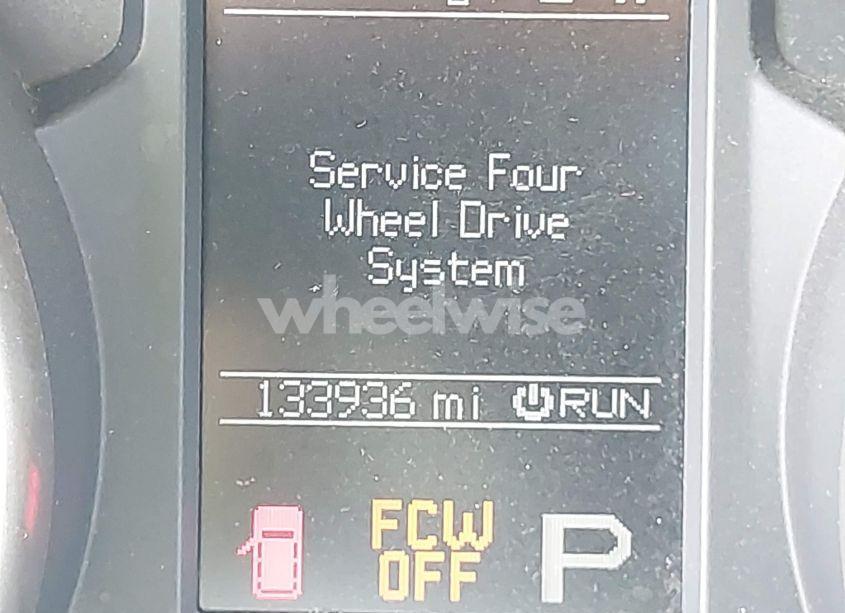 Service Four
Wheel Drive
System
wheelwise
133936 mi RUN
FCW
OFF
P